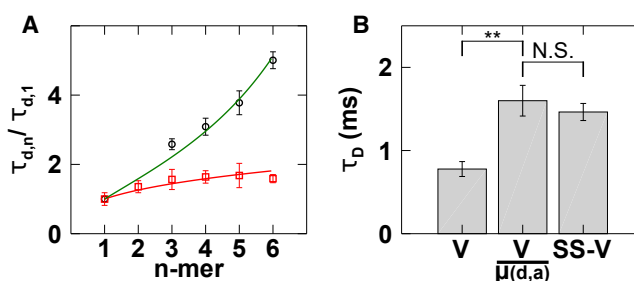 A
τd,n/ τd,1
4
2
0
1 2 3 4 5 6
n-mer
B
τD (ms)
2
1
0
**
N.S.
V V SS-V
μ(d,a)